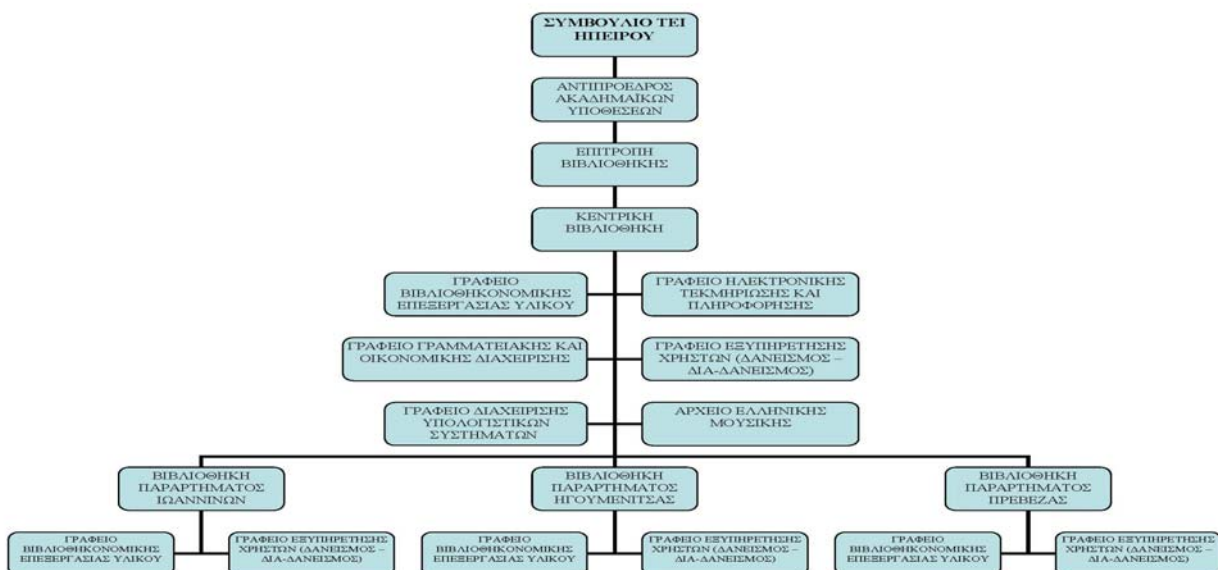 ΣΥΜΒΟΥΛΙΟ ΤΕΙ
ΗΠΕΙΡΟΥ
ΑΝΤΙΠΡΟΕΔΡΟΣ
ΑΚΑΔΗΜΑΪΚΩΝ
ΥΠΟΘΕΣΕΩΝ
ΕΠΙΤΡΟΠΗ
ΒΙΒΛΙΟΘΗΚΗΣ
ΚΕΝΤΡΙΚΗ
ΒΙΒΛΙΟΘΗΚΗ
ΓΡΑΦΕΙΟ
ΒΙΒΛΙΟΘΗΚΟΝΟΜΙΚΗΣ
ΕΠΕΞΕΡΓΑΣΙΑΣ ΥΛΙΚΟΥ
ΓΡΑΦΕΙΟ ΗΛΕΚΤΡΟΝΙΚΗΣ
ΤΕΚΜΗΡΙΩΣΗΣ ΚΑΙ
ΠΛΗΡΟΦΟΡΗΣΗΣ
ΓΡΑΦΕΙΟ ΓΡΑΜΜΑΤΕΙΑΚΗΣ ΚΑΙ
ΟΙΚΟΝΟΜΙΚΗΣ ΔΙΑΧΕΙΡΙΣΗΣ
ΓΡΑΦΕΙΟ ΕΞΥΠΗΡΕΤΗΣΗΣ
ΧΡΗΣΤΩΝ (ΔΑΝΕΙΣΜΟΣ –
ΔΙΑ-ΔΑΝΕΙΣΜΟΣ)
ΓΡΑΦΕΙΟ ΔΙΑΧΕΙΡΙΣΗΣ
ΥΠΟΛΟΓΙΣΤΙΚΩΝ
ΣΥΣΤΗΜΑΤΩΝ
ΑΡΧΕΙΟ ΕΛΛΗΝΙΚΗΣ
ΜΟΥΣΙΚΗΣ
ΒΙΒΛΙΟΘΗΚΗ
ΠΑΡΑΡΤΗΜΑΤΟΣ
ΙΩΑΝΝΙΝΩΝ
ΒΙΒΛΙΟΘΗΚΗ
ΠΑΡΑΡΤΗΜΑΤΟΣ
ΗΓΟΥΜΕΝΙΤΣΑΣ
ΒΙΒΛΙΟΘΗΚΗ
ΠΑΡΑΡΤΗΜΑΤΟΣ
ΠΡΕΒΕΖΑΣ
ΓΡΑΦΕΙΟ
ΒΙΒΛΙΟΘΗΚΟΝΟΜΙΚΗΣ
ΕΠΕΞΕΡΓΑΣΙΑΣ ΥΛΙΚΟΥ
ΓΡΑΦΕΙΟ ΕΞΥΠΗΡΕΤΗΣΗΣ
ΧΡΗΣΤΩΝ (ΔΑΝΕΙΣΜΟΣ –
ΔΙΑ-ΔΑΝΕΙΣΜΟΣ)
ΓΡΑΦΕΙΟ
ΒΙΒΛΙΟΘΗΚΟΝΟΜΙΚΗΣ
ΕΠΕΞΕΡΓΑΣΙΑΣ ΥΛΙΚΟΥ
ΓΡΑΦΕΙΟ ΕΞΥΠΗΡΕΤΗΣΗΣ
ΧΡΗΣΤΩΝ (ΔΑΝΕΙΣΜΟΣ –
ΔΙΑ-ΔΑΝΕΙΣΜΟΣ)
ΓΡΑΦΕΙΟ
ΒΙΒΛΙΟΘΗΚΟΝΟΜΙΚΗΣ
ΕΠΕΞΕΡΓΑΣΙΑΣ ΥΛΙΚΟΥ
ΓΡΑΦΕΙΟ ΕΞΥΠΗΡΕΤΗΣΗΣ
ΧΡΗΣΤΩΝ (ΔΑΝΕΙΣΜΟΣ –
ΔΙΑ-ΔΑΝΕΙΣΜΟΣ)